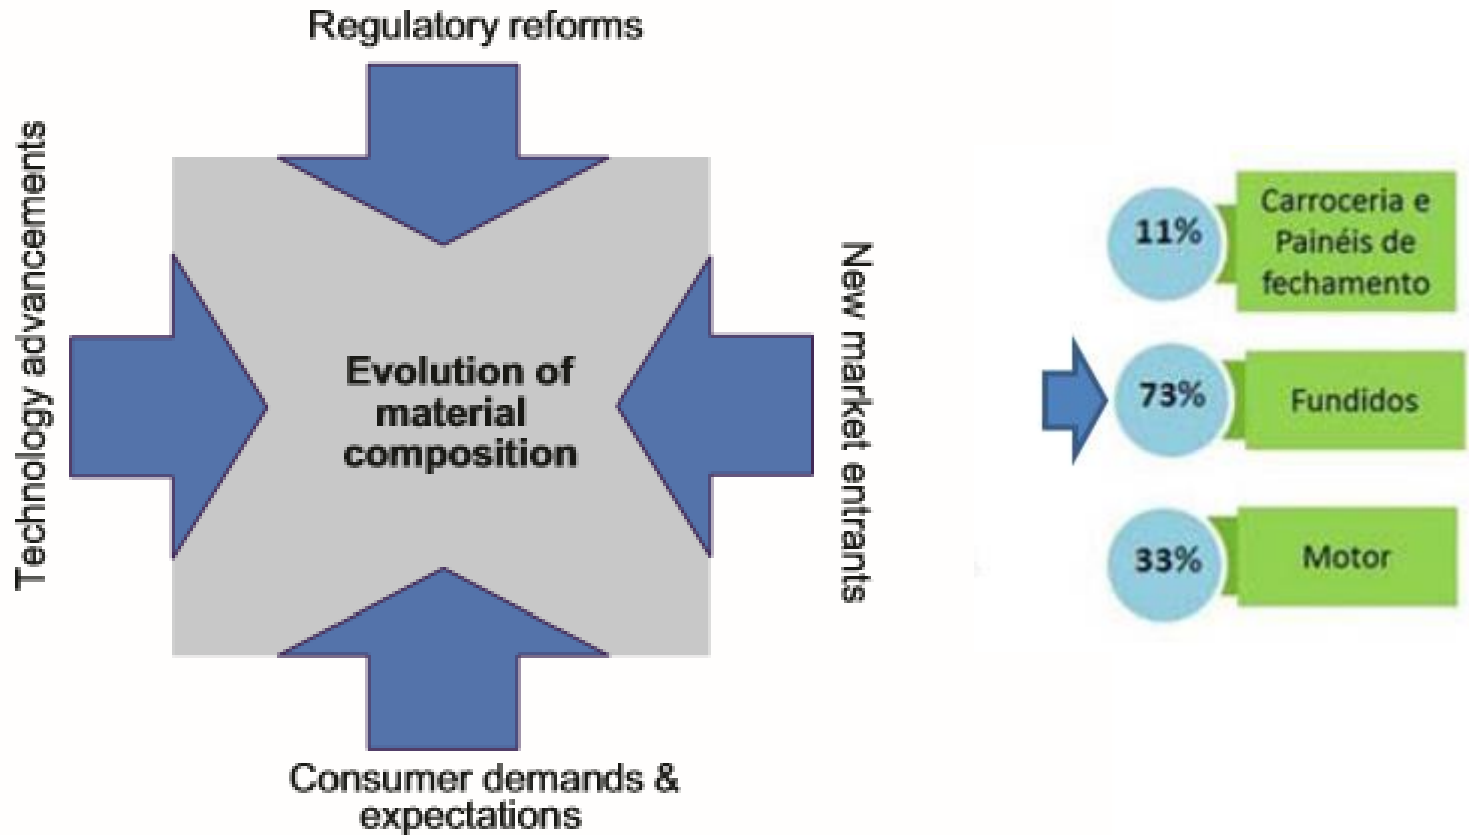 Regulatory reforms
Technology advancements
Evolution of
material
composition
New market entrants
Consumer demands &
expectations
11%
Carroceria e
Painéis de
fechamento
73%
Fundidos
33%
Motor